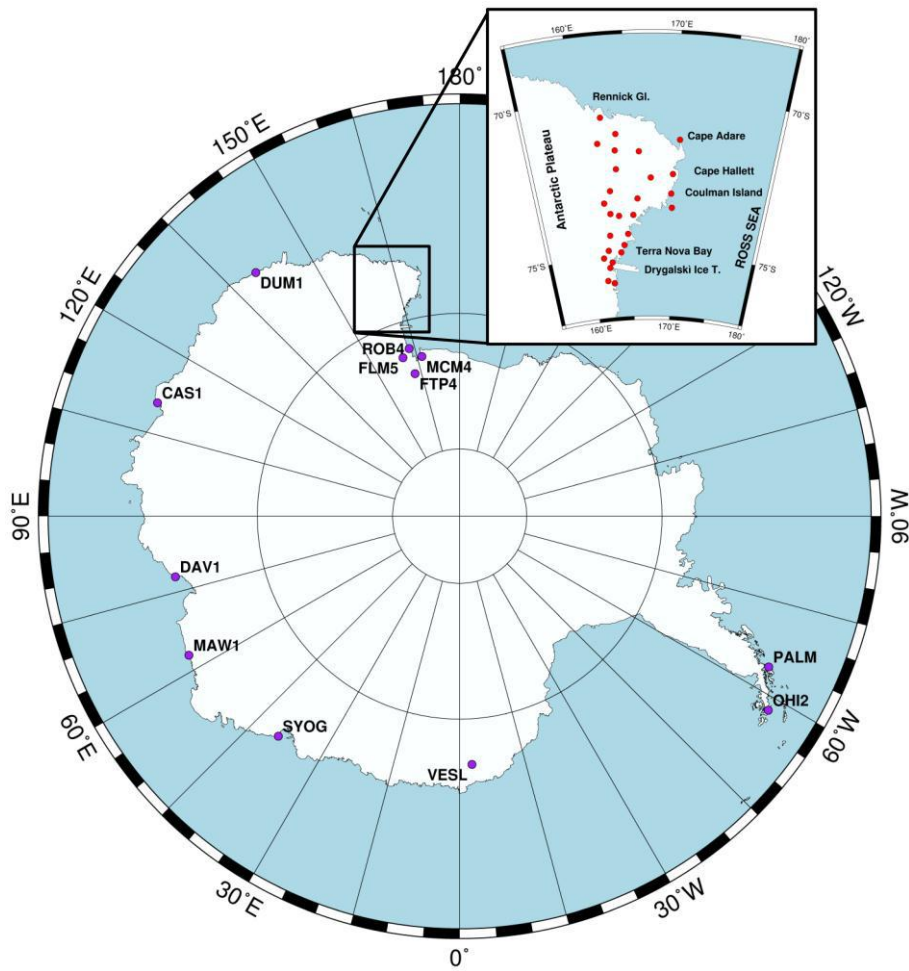 180˚
150˚E
120˚E
90˚E
60˚E
30˚E
0˚
30˚W
60˚W
90˚W
120˚W
160˚E
170˚E
180˚
70˚S
70˚S
Rennick Gl.
Cape Adare
Antarctic Plateau
Cape Hallett
Coulman Island
ROSS SEA
Terra Nova Bay
75˚S
75˚S
Drygalski Ice T.
160˚E
170˚E
180˚
DUM1
ROB4
FLM5
MCM4
FTP4
CAS1
DAV1
MAW1
SYOG
VESL
PALM
OHI2